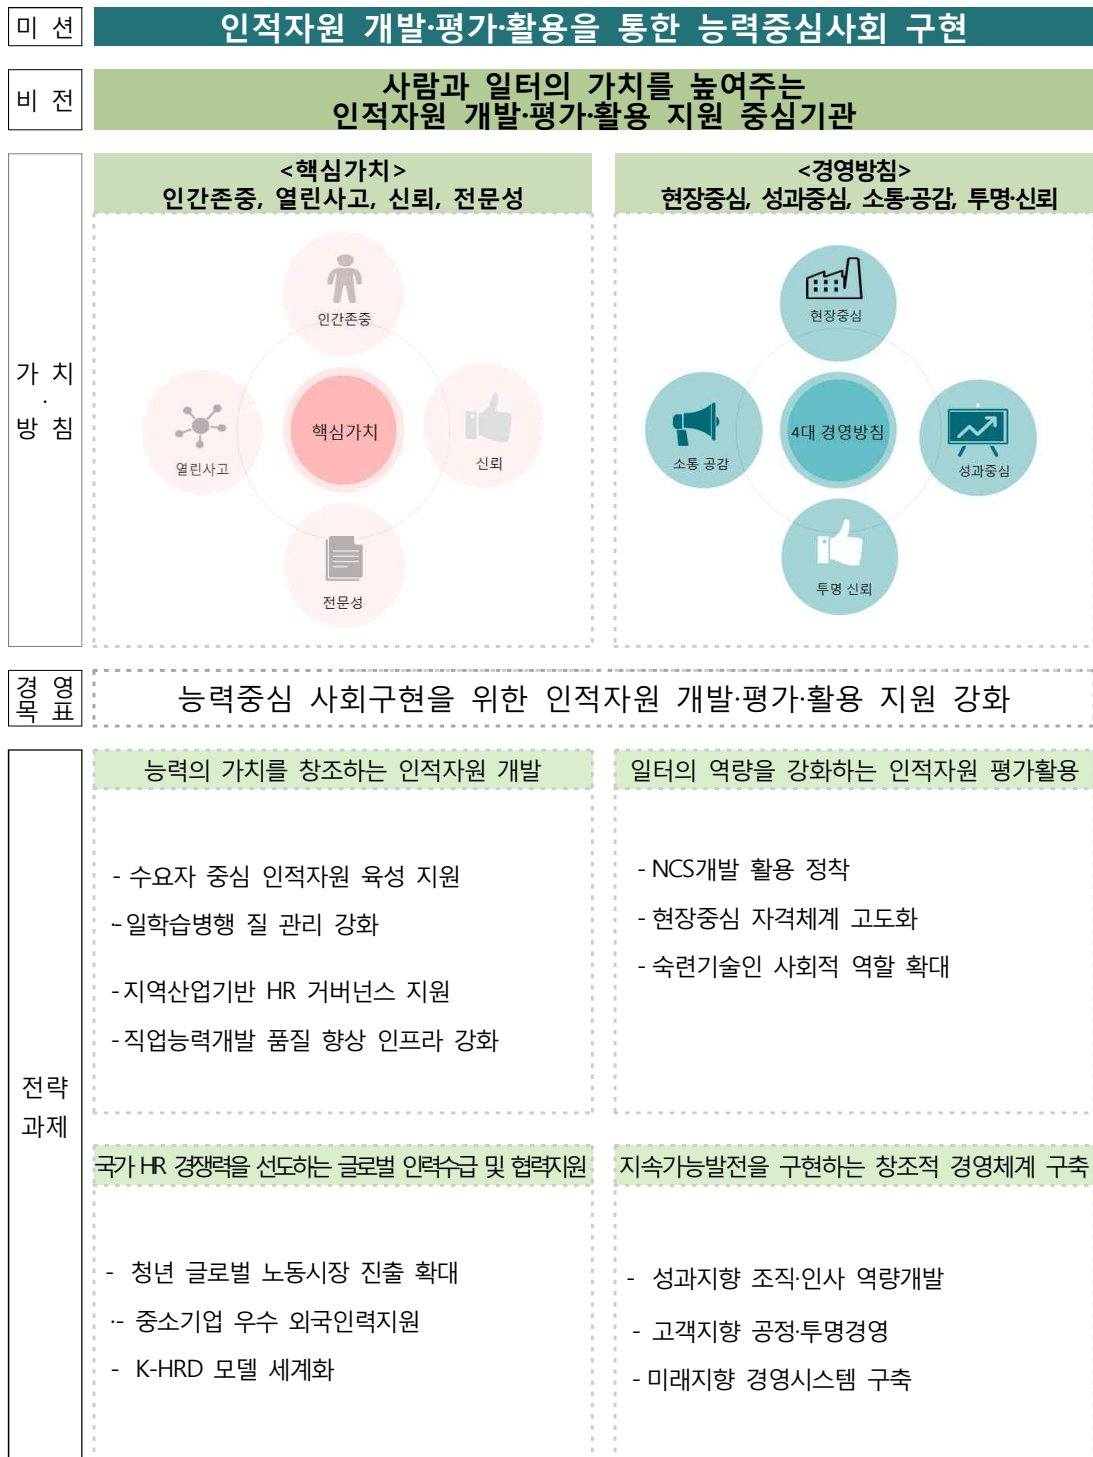 미 션
인적자원 개발·평가·활용을 통한 능력중심사회 구현
비 전
사람과 일터의 가치를 높여주는
인적자원 개발·평가·활용 지원 중심기관
가 치
·
방 침
<핵심가치>
인간존중, 열린사고, 신뢰, 전문성
인간존중
열린사고
핵심가치
신뢰
전문성
<경영방침>
현장중심, 성과중심, 소통·공감, 투명·신뢰
현장중심
소통 공감
4대 경영방침
성과중심
투명 신뢰
경 영
목 표
능력중심 사회구현을 위한 인적자원 개발·평가·활용 지원 강화
전략
과제
능력의 가치를 창조하는 인적자원 개발
- 수요자 중심 인적자원 육성 지원
·- 일학습병행 질 관리 강화
- 지역산업기반 HR 거버넌스 지원
- 직업능력개발 품질 향상 인프라 강화
일터의 역량을 강화하는 인적자원 평가활용
- NCS개발 활용 정착
- 현장중심 자격체계 고도화
- 숙련기술인 사회적 역할 확대
국가 HR 경쟁력을 선도하는 글로벌 인력수급 및 협력지원
- 청년 글로벌 노동시장 진출 확대
·- 중소기업 우수 외국인력지원
- K-HRD 모델 세계화
지속가능발전을 구현하는 창조적 경영체계 구축
- 성과지향 조직·인사 역량개발
- 고객지향 공정·투명경영
- 미래지향 경영시스템 구축